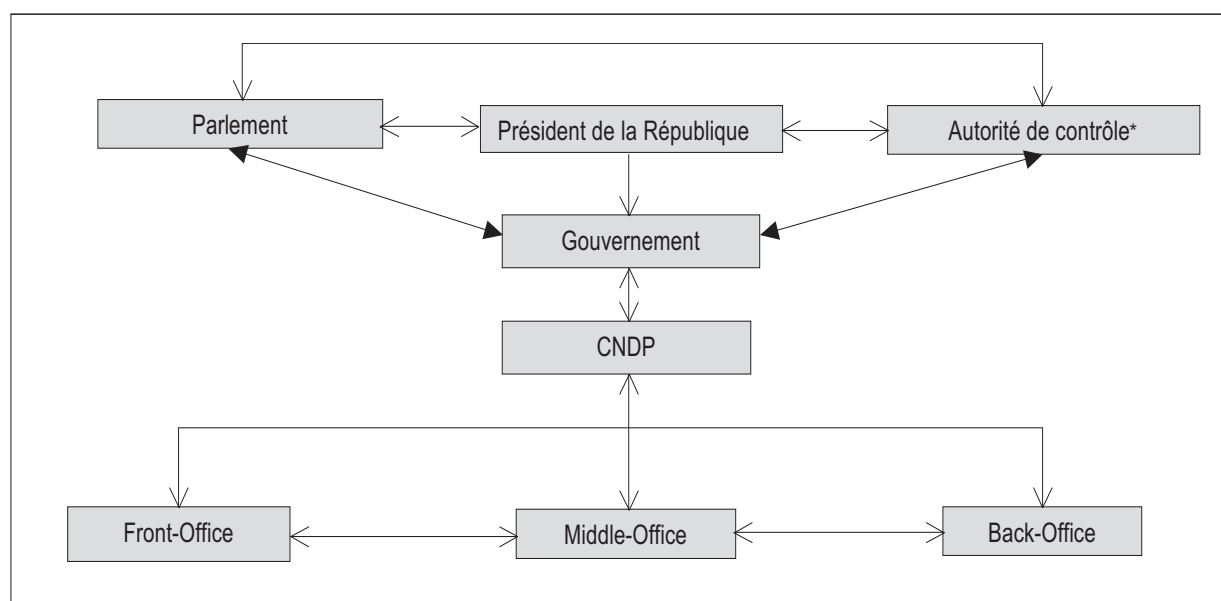 Parlement
Président de la République
Autorité de contrôle*
Gouvernement
CNDP
Front-Office
Middle-Office
Back-Office